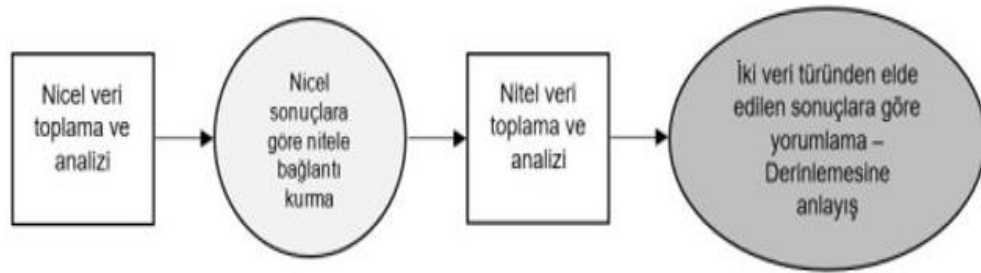 Nicel veri
toplama ve
analizi
Nicel
sonuçlara
göre nitele
bağlantı
kurma
Nitel veri
toplama ve
analizi
İki veri türünden elde
edilen sonuçlara göre
yorumlama –
Derinlemesine
anlayış